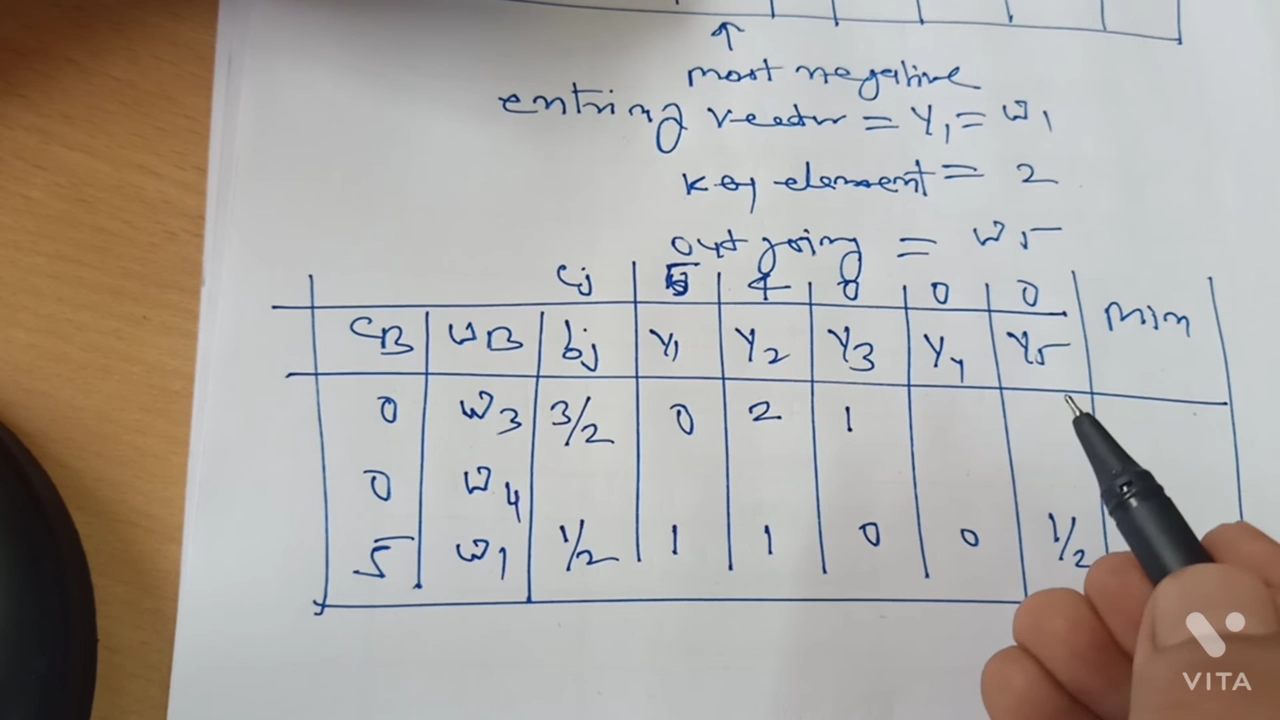 most negative
entring vector = Y1 = W1
key element = 2
out going = W5
Cj 5 4 0 0 0
CB WB bj Y1 Y2 Y3 Y4 Y5 Min
0 W3 3/2 0 2 1
0 W4
5 W1 1/2 1 1 0 0 1/2
VITA